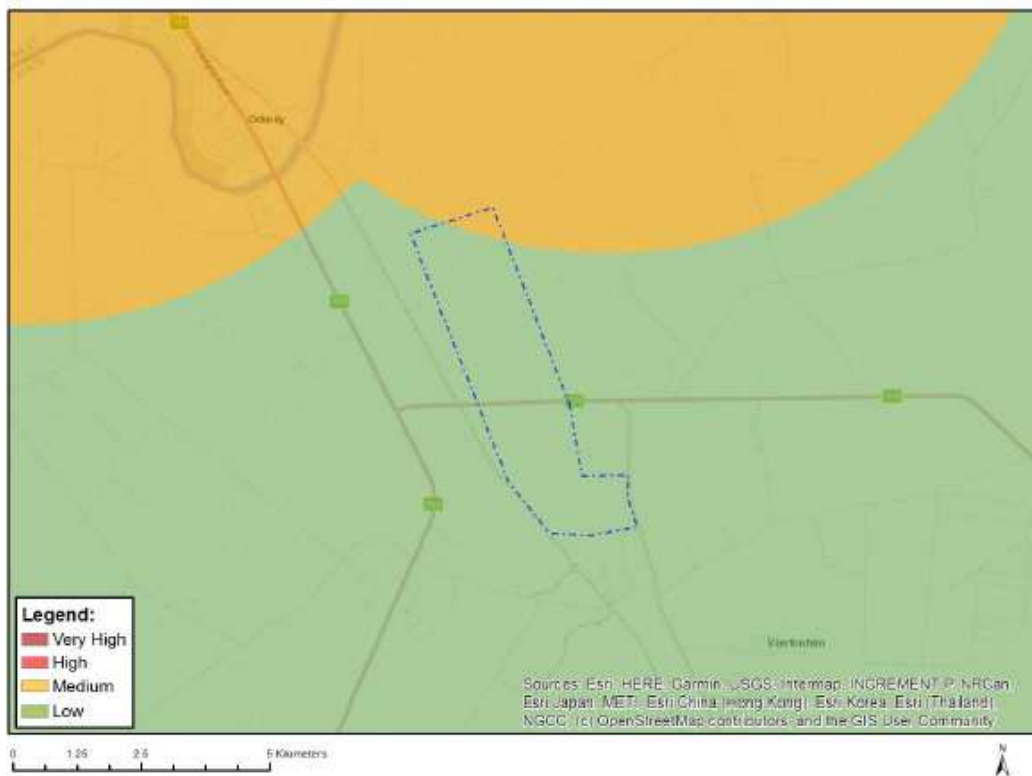 Legend:
Very High
High
Medium
Low
Sources: Esri, HERE, Garmin, USGS, Intermap, INCREMENT P, NRCan,
Esri Japan, METI, Esri China (Hong Kong), Esri Korea, Esri (Thailand),
NGCC, (c) OpenStreetMap contributors, and the GIS User Community
0 1.25 2.5 5 Kilometers
N